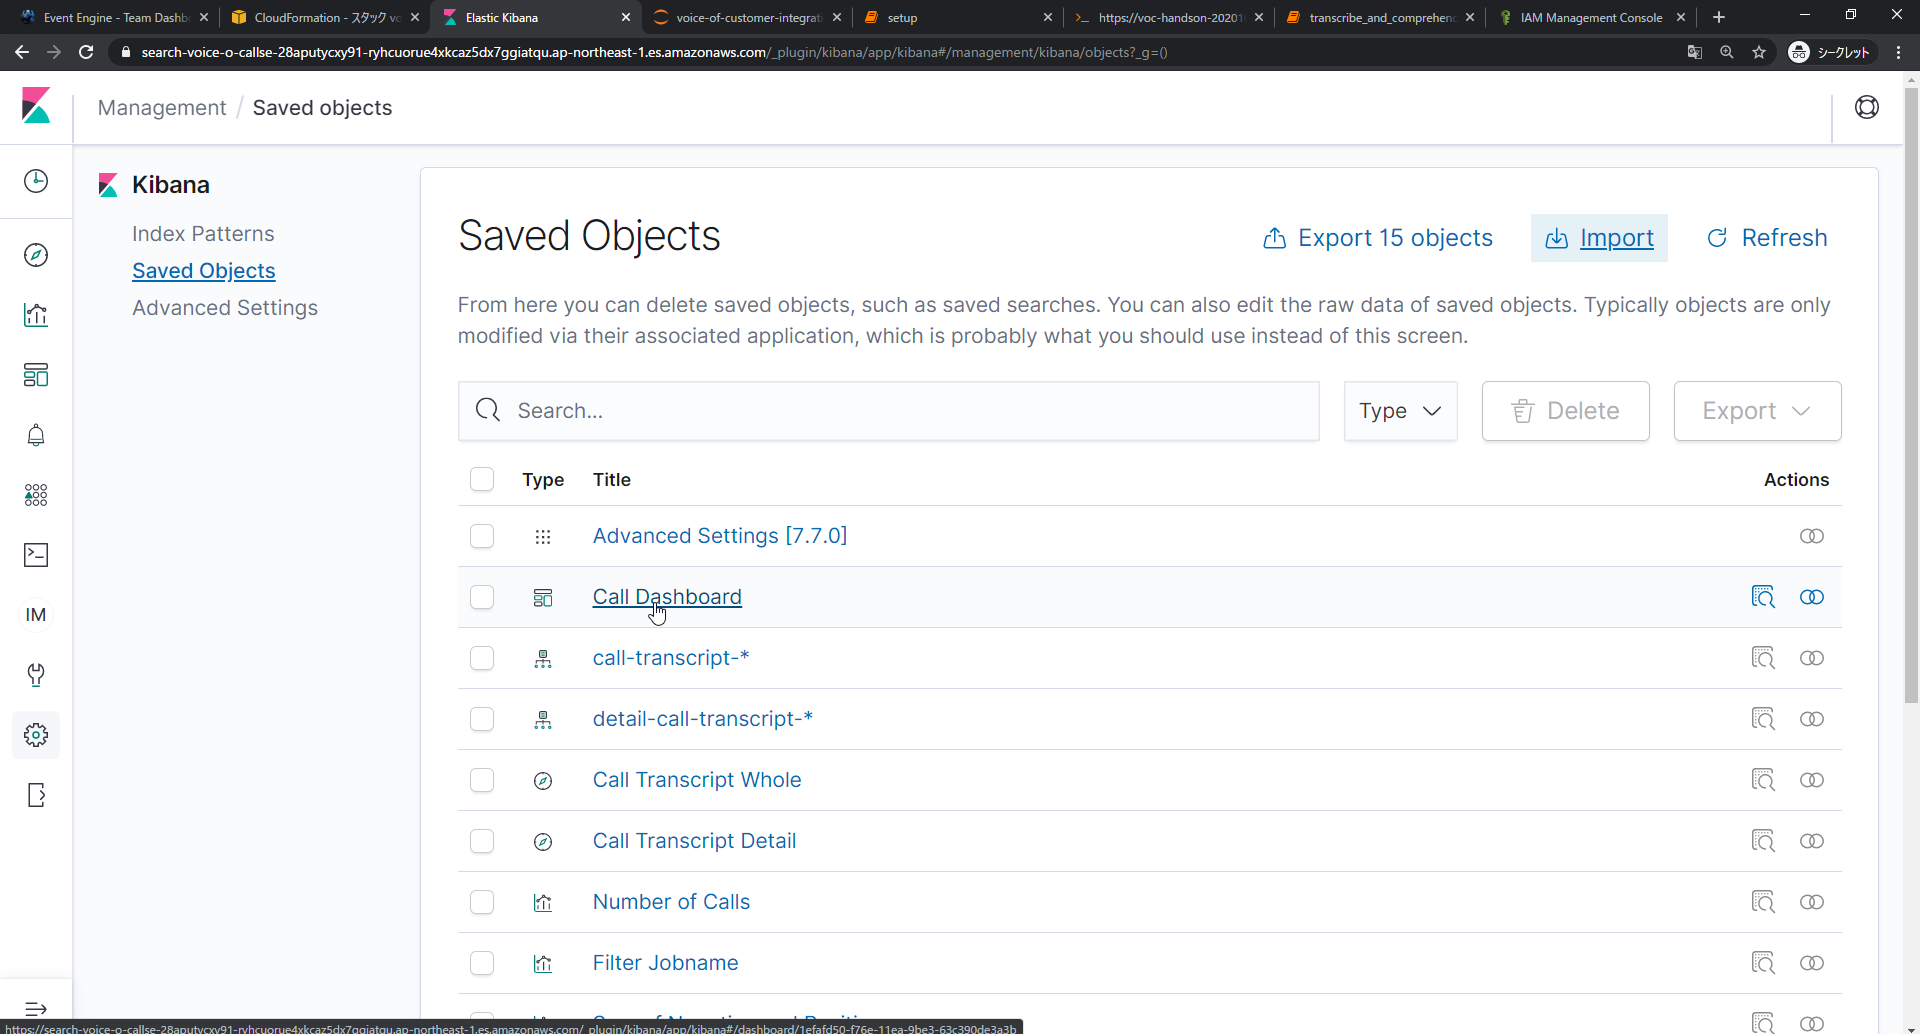 Event Engine - Team Dashb
CloudFormation - スタック vo
Elastic Kibana
voice-of-customer-integrati
setup
https://voc-handson-20201
transcribe_and_comprehen
IAM Management Console
search-voice-o-callse-28aputycxy91-ryhcuorue4xkcaz5dx7ggiatqu.ap-northeast-1.es.amazonaws.com/_plugin/kibana/app/kibana#/management/kibana/objects?_g=()
シークレット
Management / Saved objects
Kibana
Index Patterns
Saved Objects
Advanced Settings
IM
Saved Objects
Export 15 objects
Import
Refresh
From here you can delete saved objects, such as saved searches. You can also edit the raw data of saved objects. Typically objects are only
modified via their associated application, which is probably what you should use instead of this screen.
Search...
Type
Delete
Export
Type Title Actions
Advanced Settings [7.7.0]
Call Dashboard
call-transcript-*
detail-call-transcript-*
Call Transcript Whole
Call Transcript Detail
Number of Calls
Filter Jobname
https://search-voice-o-callse-28aputycxy91-ryhcuorue4xkcaz5dx7ggiatqu.ap-northeast-1.es.amazonaws.com/_plugin/kibana/app/kibana#/dashboard/1efafd50-f76e-11ea-9be3-63c390de3a3b